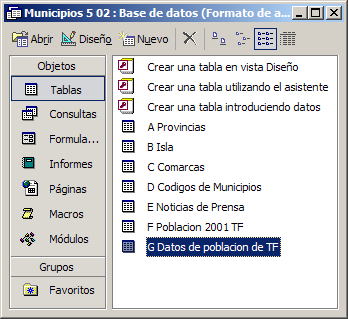 Municipios 5 02 : Base de datos (Formato de a...
Abrir Diseño Nuevo
Objetos
Tablas
Consultas
Formula...
Informes
Páginas
Macros
Módulos
Grupos
Favoritos
Crear una tabla en vista Diseño
Crear una tabla utilizando el asistente
Crear una tabla introduciendo datos
A Provincias
B Isla
C Comarcas
D Codigos de Municipios
E Noticias de Prensa
F Poblacion 2001 TF
G Datos de poblacion de TF